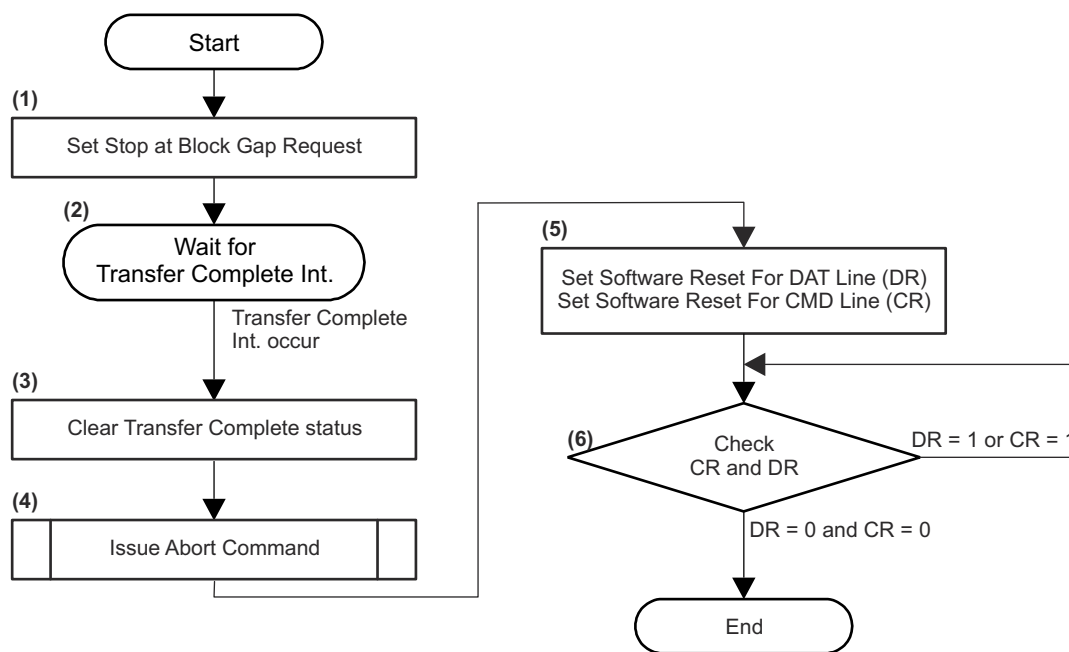 Start
(1)
Set Stop at Block Gap Request
(2)
Wait for
Transfer Complete Int.
Transfer Complete
Int. occur
(3)
Clear Transfer Complete status
(4)
Issue Abort Command
(5)
Set Software Reset For DAT Line (DR)
Set Software Reset For CMD Line (CR)
(6)
Check
CR and DR
DR = 1 or CR = 1
DR = 0 and CR = 0
End